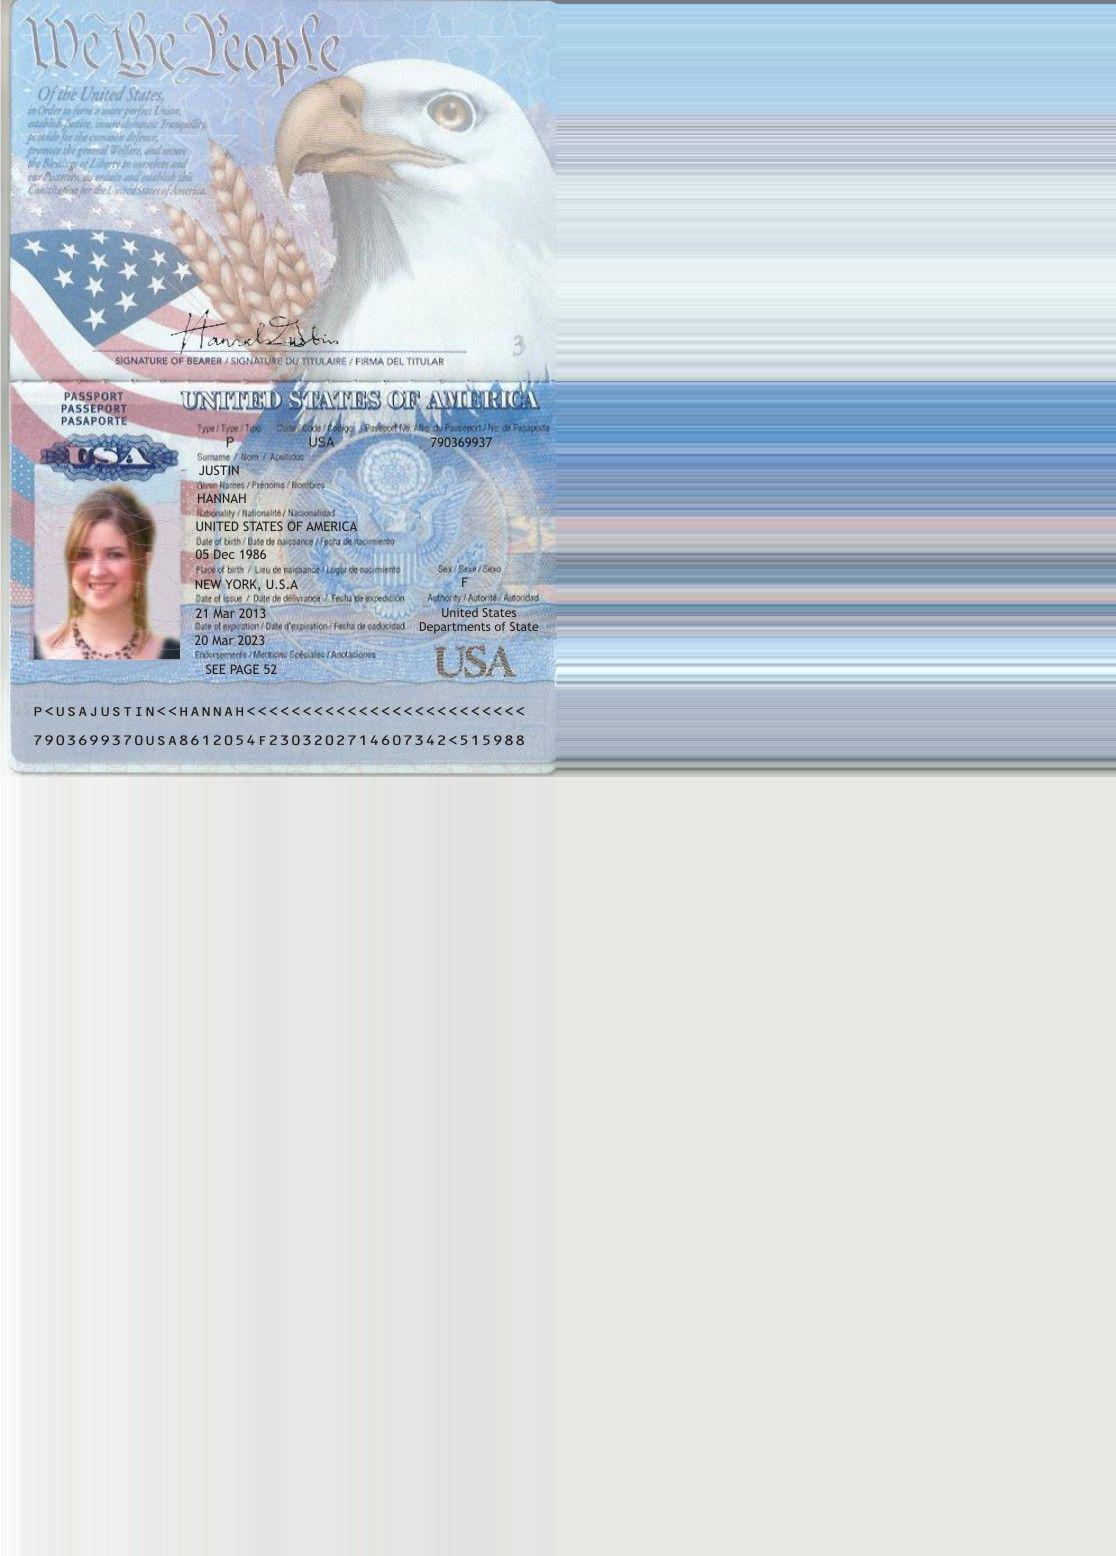 We the People
Of the United States,
in Order to form a more perfect Union,
establish Justice, insure domestic Tranquility,
provide for the common defence,
promote the general Welfare, and secure
the Blessings of Liberty to ourselves and
our Posterity, do ordain and establish this
Constitution for the United States of America.
Hannah Justin
3
SIGNATURE OF BEARER / SIGNATURE DU TITULAIRE / FIRMA DEL TITULAR
PASSPORT
PASSEPORT
PASAPORTE
UNITED STATES OF AMERICA
USA
Type / Type / Tipo Code / Code / Código Passport No. / No. du Passeport / No. de Pasaporte
P USA 790369937
Surname / Nom / Apellidos
JUSTIN
Given Names / Prénoms / Nombres
HANNAH
Nationality / Nationalité / Nacionalidad
UNITED STATES OF AMERICA
Date of birth / Date de naissance / Fecha de nacimiento
05 Dec 1986
Place of birth / Lieu de naissance / Lugar de nacimiento Sex / Sexe / Sexo
NEW YORK, U.S.A F
Date of issue / Date de délivrance / Fecha de expedición Authority / Autorité / Autoridad
21 Mar 2013 United States
Date of expiration / Date d'expiration / Fecha de caducidad Departments of State
20 Mar 2023
Endorsements / Mentions Spéciales / Anotaciones
SEE PAGE 52
USA
P<USAJUSTIN<<HANNAH<<<<<<<<<<<<<<<<<<<<<<<<<
7903699370USA8612054F2303202714607342<515988